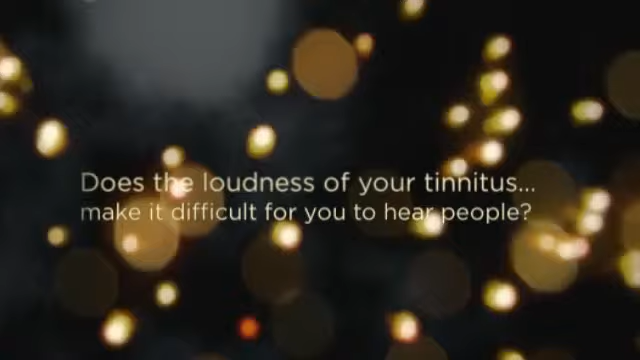 Does the loudness of your tinnitus...
make it difficult for you to hear people?